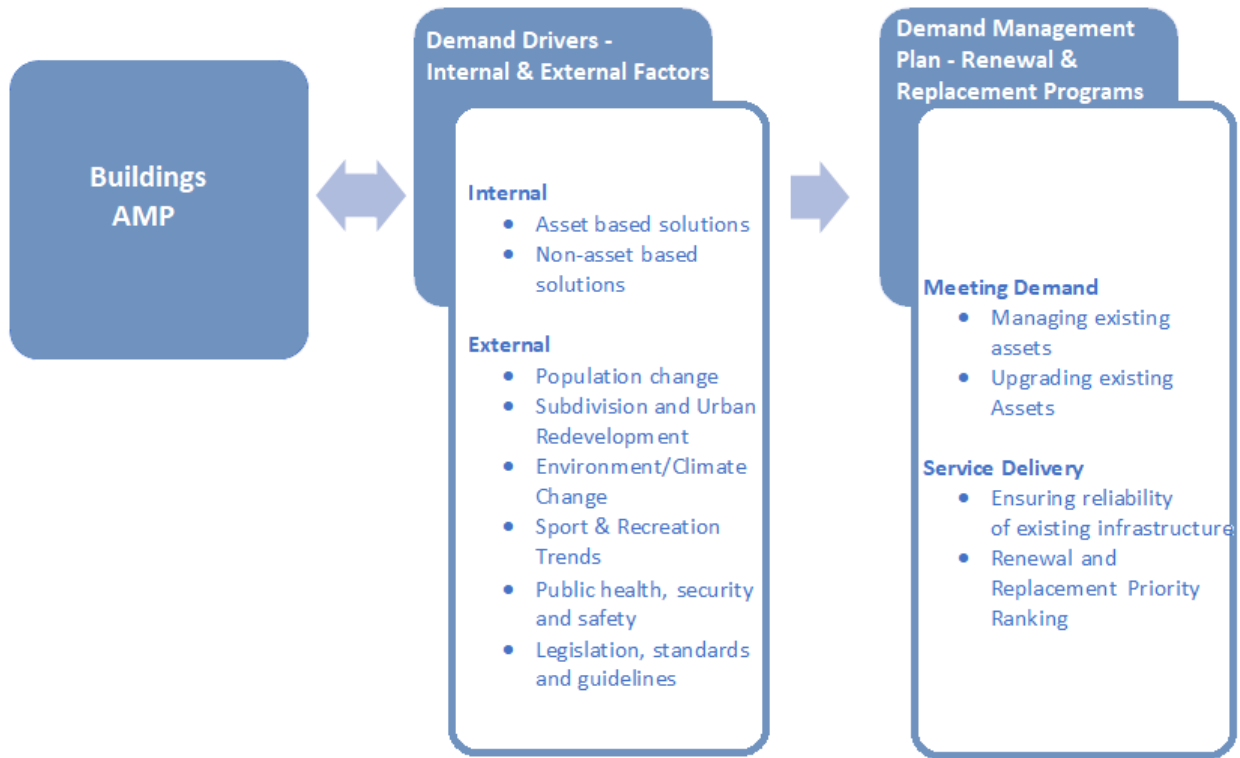 Buildings
AMP
Demand Drivers -
Internal & External Factors
Internal
• Asset based solutions
• Non-asset based
solutions
External
• Population change
• Subdivision and Urban
Redevelopment
• Environment/Climate
Change
• Sport & Recreation
Trends
• Public health, security
and safety
• Legislation, standards
and guidelines
Demand Management
Plan - Renewal &
Replacement Programs
Meeting Demand
• Managing existing
assets
• Upgrading existing
Assets
Service Delivery
• Ensuring reliability
of existing infrastructure
• Renewal and
Replacement Priority
Ranking